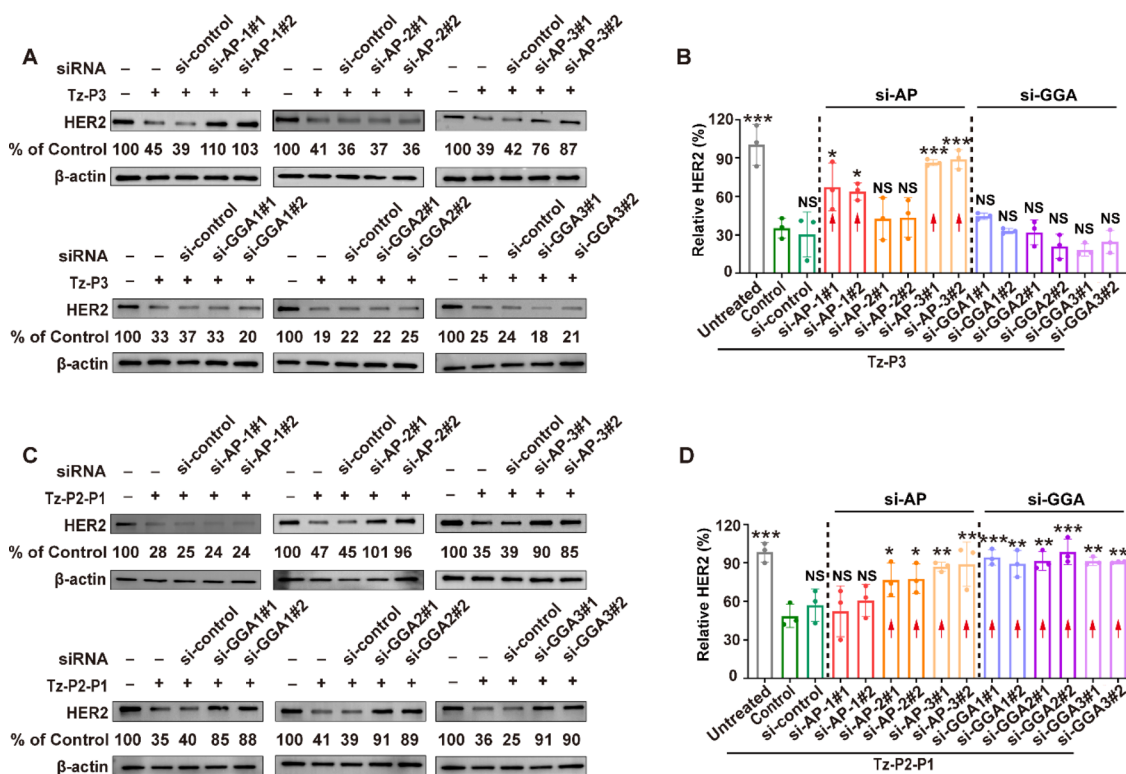 A
siRNA
– – si-control si-AP-1#1 si-AP-1#2
– – si-control si-AP-2#1 si-AP-2#2
– – si-control si-AP-3#1 si-AP-3#2
Tz-P3 – + + + + – + + + + – + + + +
HER2
% of Control 100 45 39 110 103 100 41 36 37 36 100 39 42 76 87
β-actin
siRNA
– – si-control si-GGA1#1 si-GGA1#2
– – si-control si-GGA2#1 si-GGA2#2
– – si-control si-GGA3#1 si-GGA3#2
Tz-P3 – + + + + – + + + + – + + + +
HER2
% of Control 100 33 37 33 20 100 19 22 22 25 100 25 24 18 21
β-actin
B
si-AP si-GGA
Relative HER2 (%)
120
90
60
30
0
*** * * NS NS *** *** NS NS NS NS NS NS NS
Untreated
Control
si-control
si-AP-1#1
si-AP-1#2
si-AP-2#1
si-AP-2#2
si-AP-3#1
si-AP-3#2
si-GGA1#1
si-GGA1#2
si-GGA2#1
si-GGA2#2
si-GGA3#1
si-GGA3#2
Tz-P3
C
siRNA
– – si-control si-AP-1#1 si-AP-1#2
– – si-control si-AP-2#1 si-AP-2#2
– – si-control si-AP-3#1 si-AP-3#2
Tz-P2-P1 – + + + + – + + + + – + + + +
HER2
% of Control 100 28 25 24 24 100 47 45 101 96 100 35 39 90 85
β-actin
siRNA
– – si-control si-GGA1#1 si-GGA1#2
– – si-control si-GGA2#1 si-GGA2#2
– – si-control si-GGA3#1 si-GGA3#2
Tz-P2-P1 – + + + + – + + + + – + + + +
HER2
% of Control 100 35 40 85 88 100 41 39 91 89 100 36 25 91 90
β-actin
D
si-AP si-GGA
Relative HER2 (%)
120
90
60
30
0
*** NS NS NS * * ** ** *** ** ** *** ** **
Untreated
Control
si-control
si-AP-1#1
si-AP-1#2
si-AP-2#1
si-AP-2#2
si-AP-3#1
si-AP-3#2
si-GGA1#1
si-GGA1#2
si-GGA2#1
si-GGA2#2
si-GGA3#1
si-GGA3#2
Tz-P2-P1